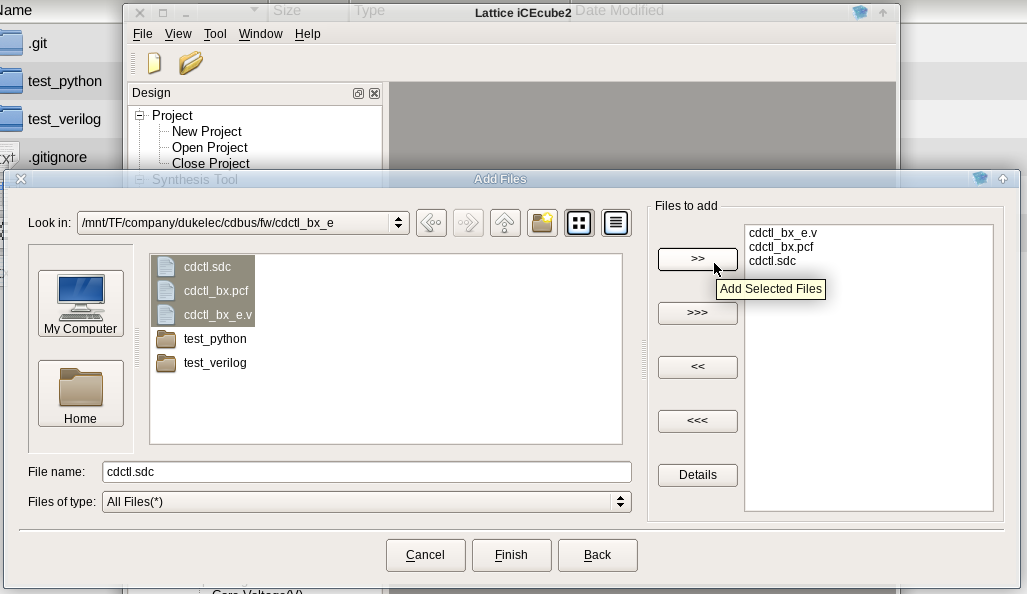 Name
Size
Type
Date Modified
.git
test_python
test_verilog
.gitignore
Lattice iCEcube2
File View Tool Window Help
Design
Project
New Project
Open Project
Close Project
Synthesis Tool
Add Files
Look in: /mnt/TF/company/dukelec/cdbus/fw/cdctl_bx_e
My Computer
Home
cdctl.sdc
cdctl_bx.pcf
cdctl_bx_e.v
test_python
test_verilog
File name: cdctl.sdc
Files of type: All Files(*)
Files to add
>>
>>>
<<
<<<
Details
cdctl_bx_e.v
cdctl_bx.pcf
cdctl.sdc
Add Selected Files
Cancel Finish Back
Core Voltage(V)